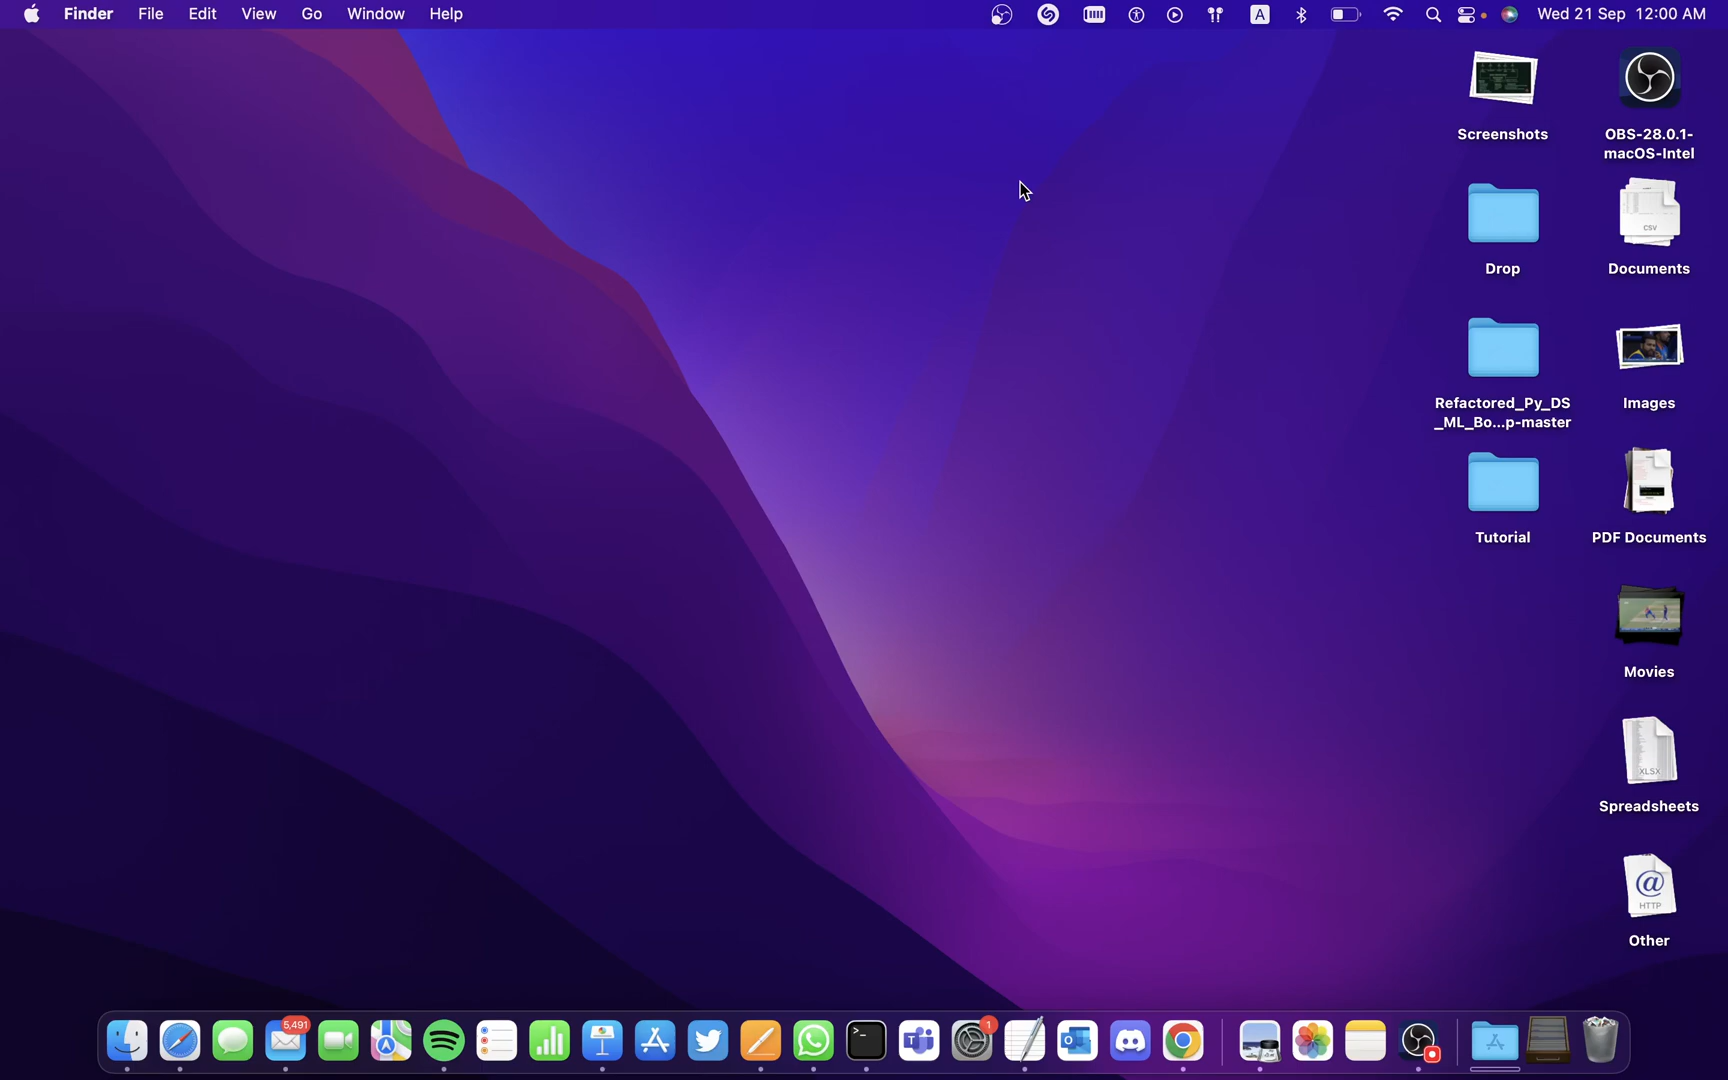 Finder File Edit View Go Window Help A Wed 21 Sep 12:00 AM
Screenshots
OBS-28.0.1-
macOS-Intel
CSV
Drop
Documents
Refactored_Py_DS
_ML_Bo...p-master
Images
Tutorial
PDF Documents
Movies
XLSX
Spreadsheets
@
HTTP
Other
5,491
1
>_